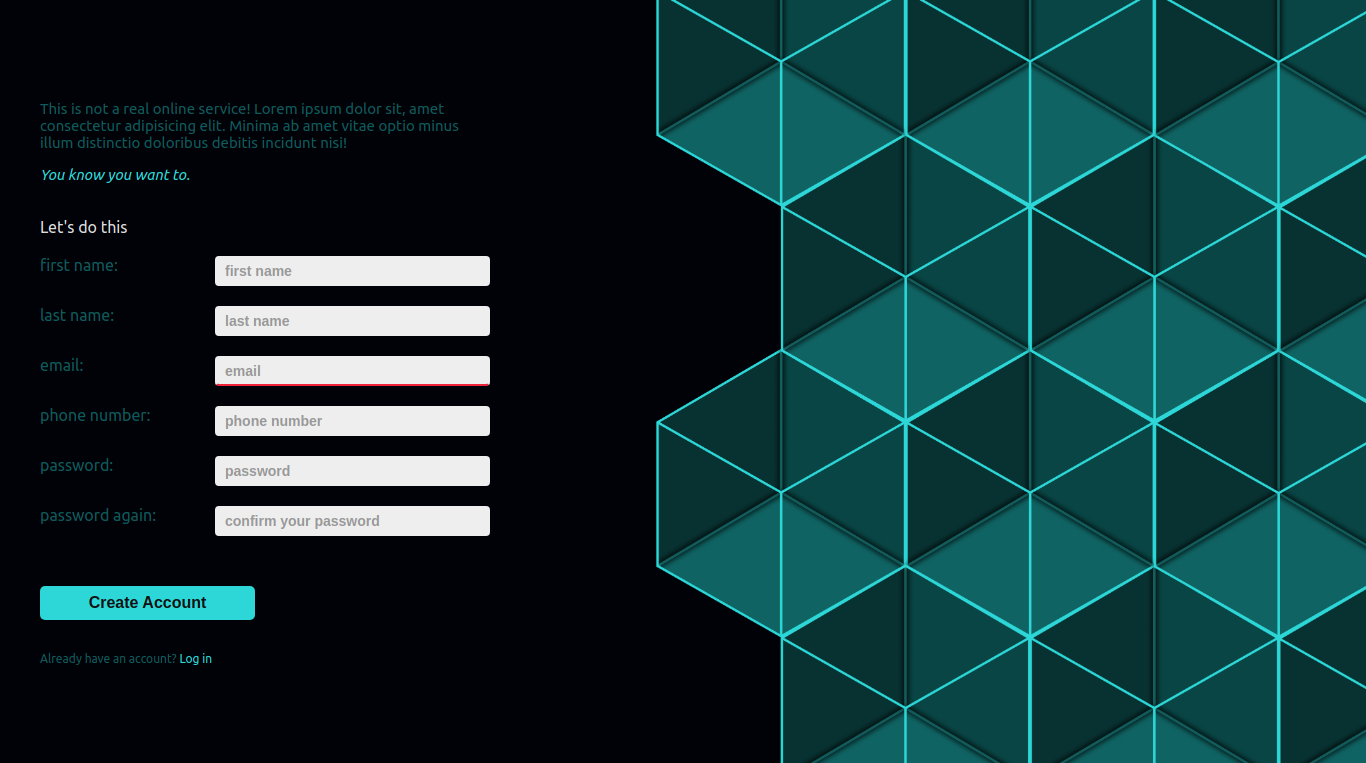 This is not a real online service! Lorem ipsum dolor sit, amet
consectetur adipisicing elit. Minima ab amet vitae optio minus
illum distinctio doloribus debitis incidunt nisi!
You know you want to.
Let's do this
first name: first name
last name: last name
email: email
phone number: phone number
password: password
password again: confirm your password
Create Account
Already have an account? Log in